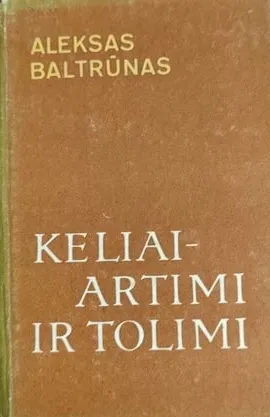 ALEKSAS
BALTRŪNAS
KELIAI-
ARTIMI
IR TOLIMI